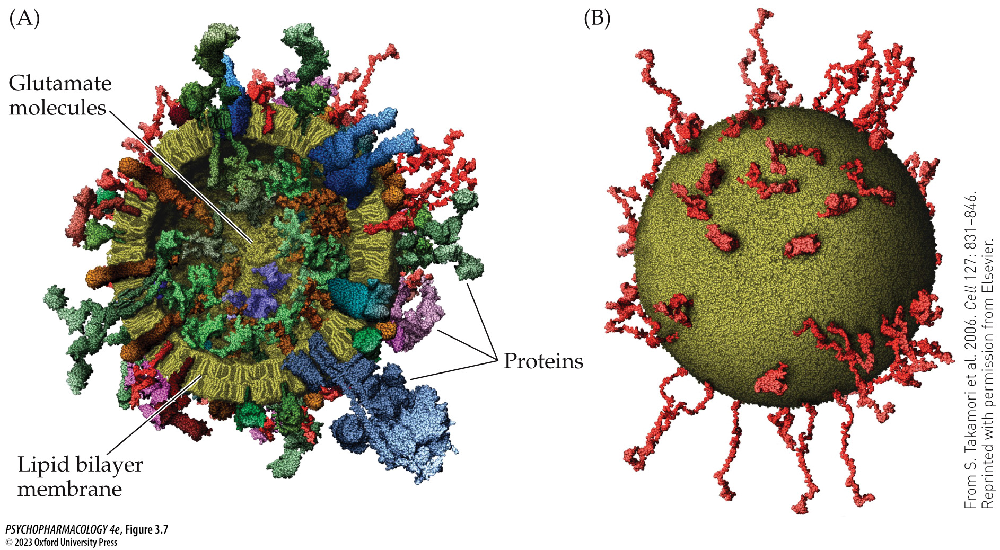 (A)
(B)
Glutamate
molecules
Proteins
Lipid bilayer
membrane
From S. Takamori et al. 2006. Cell 127: 831–846.
Reprinted with permission from Elsevier.
PSYCHOPHARMACOLOGY 4e, Figure 3.7
© 2023 Oxford University Press